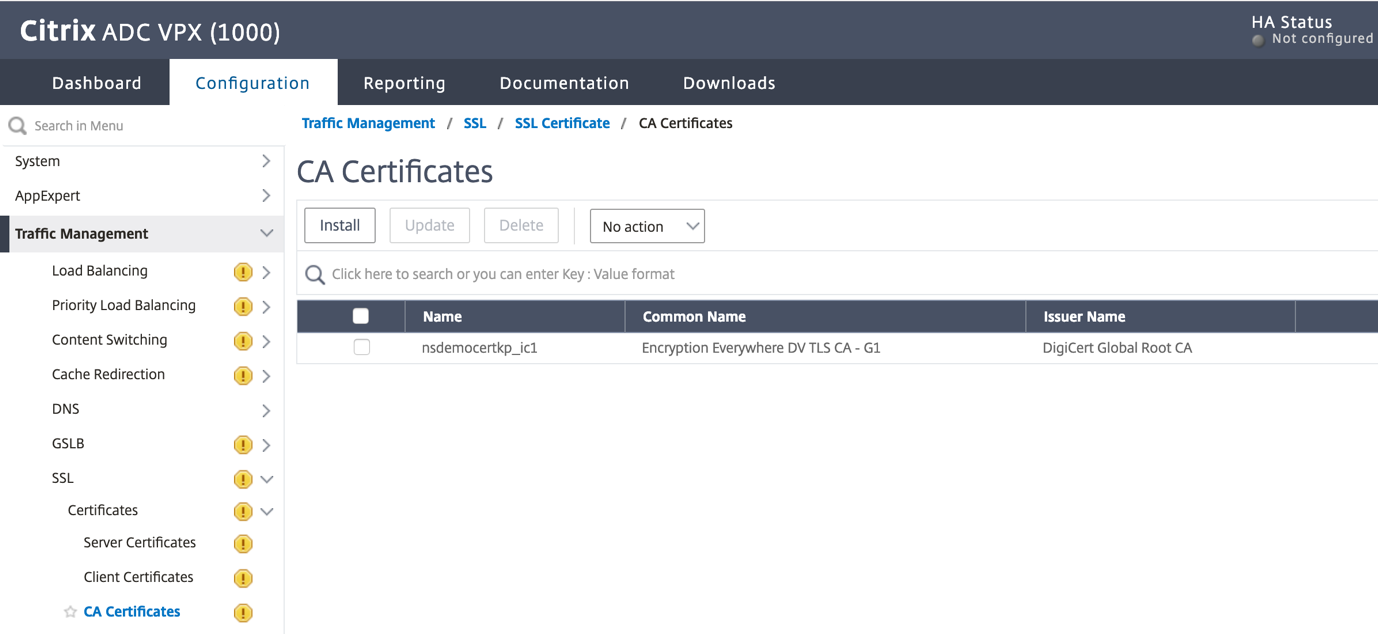 Citrix ADC VPX (1000)
HA Status
Not configured
Dashboard Configuration Reporting Documentation Downloads
Search in Menu
System
AppExpert
Traffic Management
Load Balancing
Priority Load Balancing
Content Switching
Cache Redirection
DNS
GSLB
SSL
Certificates
Server Certificates
Client Certificates
CA Certificates
Traffic Management / SSL / SSL Certificate / CA Certificates
CA Certificates
Install Update Delete No action
Click here to search or you can enter Key : Value format
Name Common Name Issuer Name
nsdemocertkp_ic1 Encryption Everywhere DV TLS CA - G1 DigiCert Global Root CA